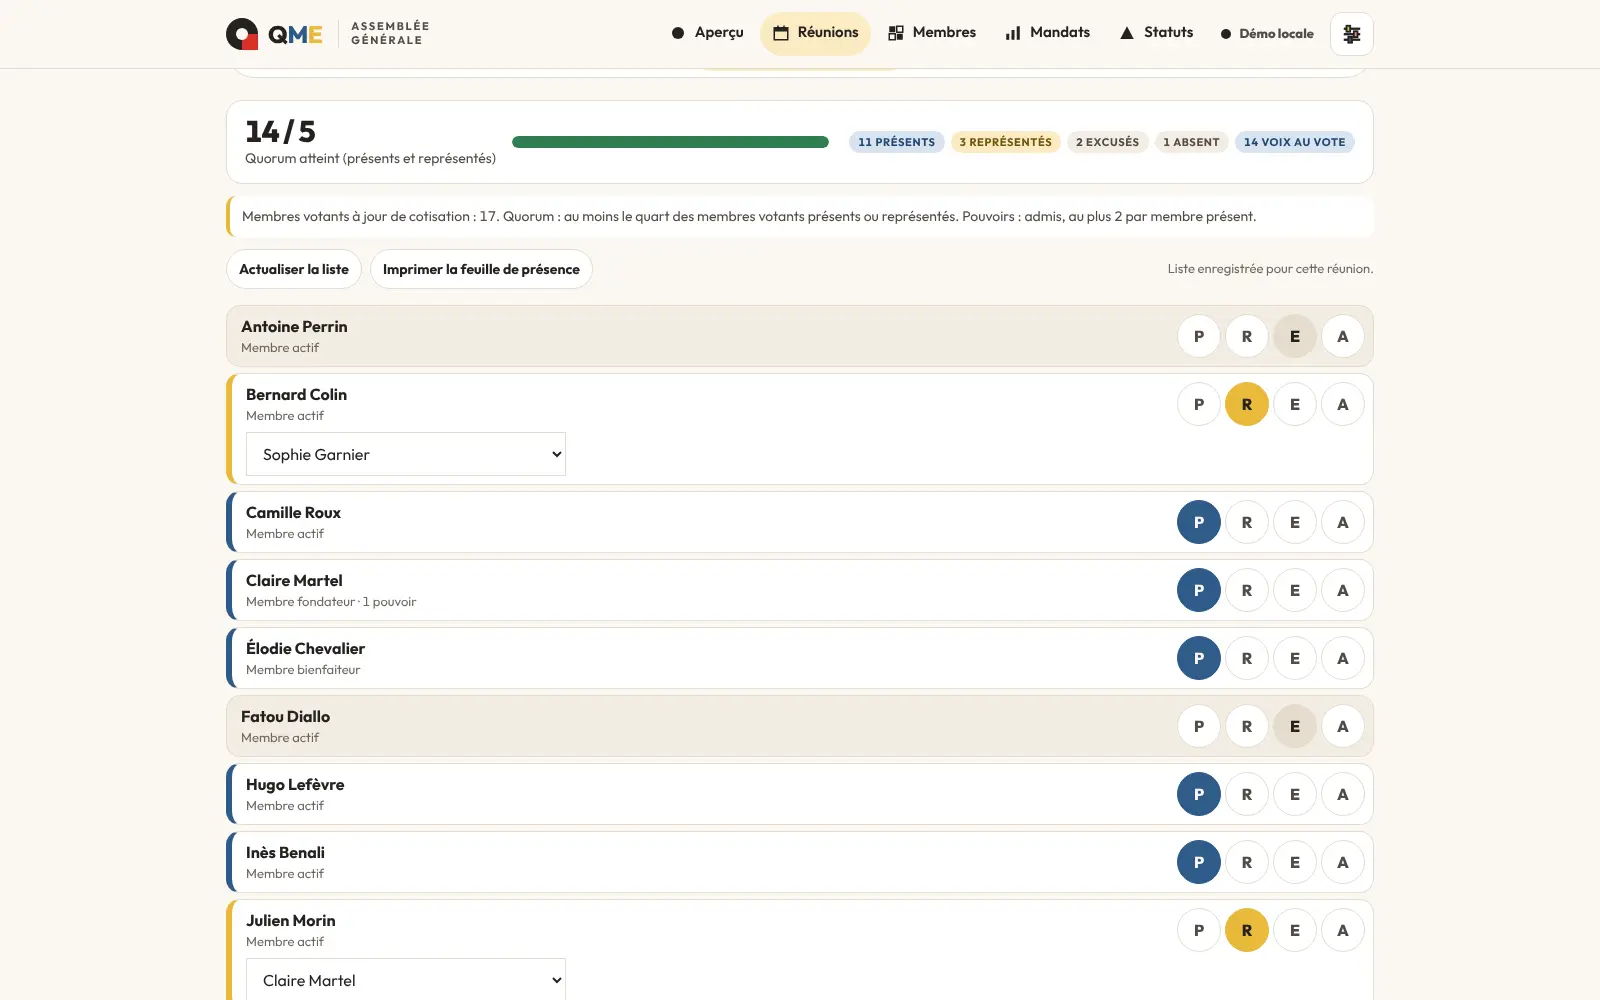 QME
ASSEMBLÉE
GÉNÉRALE
Aperçu
Réunions
Membres
Mandats
Statuts
Démo locale
14 / 5
Quorum atteint (présents et représentés)
11 PRÉSENTS
3 REPRÉSENTÉS
2 EXCUSÉS
1 ABSENT
14 VOIX AU VOTE
Membres votants à jour de cotisation : 17. Quorum : au moins le quart des membres votants présents ou représentés. Pouvoirs : admis, au plus 2 par membre présent.
Actualiser la liste
Imprimer la feuille de présence
Liste enregistrée pour cette réunion.
Antoine Perrin
Membre actif
P R E A
Bernard Colin
Membre actif
P R E A
Sophie Garnier
Camille Roux
Membre actif
P R E A
Claire Martel
Membre fondateur · 1 pouvoir
P R E A
Élodie Chevalier
Membre bienfaiteur
P R E A
Fatou Diallo
Membre actif
P R E A
Hugo Lefèvre
Membre actif
P R E A
Inès Benali
Membre actif
P R E A
Julien Morin
Membre actif
P R E A
Claire Martel